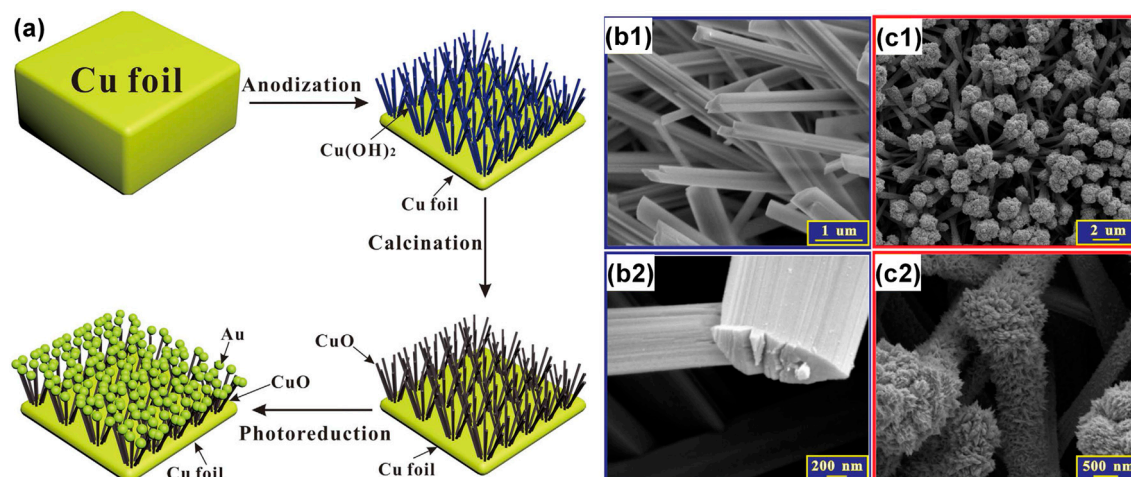 (a)
Cu foil
Anodization
Cu(OH)₂
Cu foil
Calcination
CuO
Cu foil
Photoreduction
Au
CuO
Cu foil
(b1)
1 um
(c1)
2 um
(b2)
200 nm
(c2)
500 nm